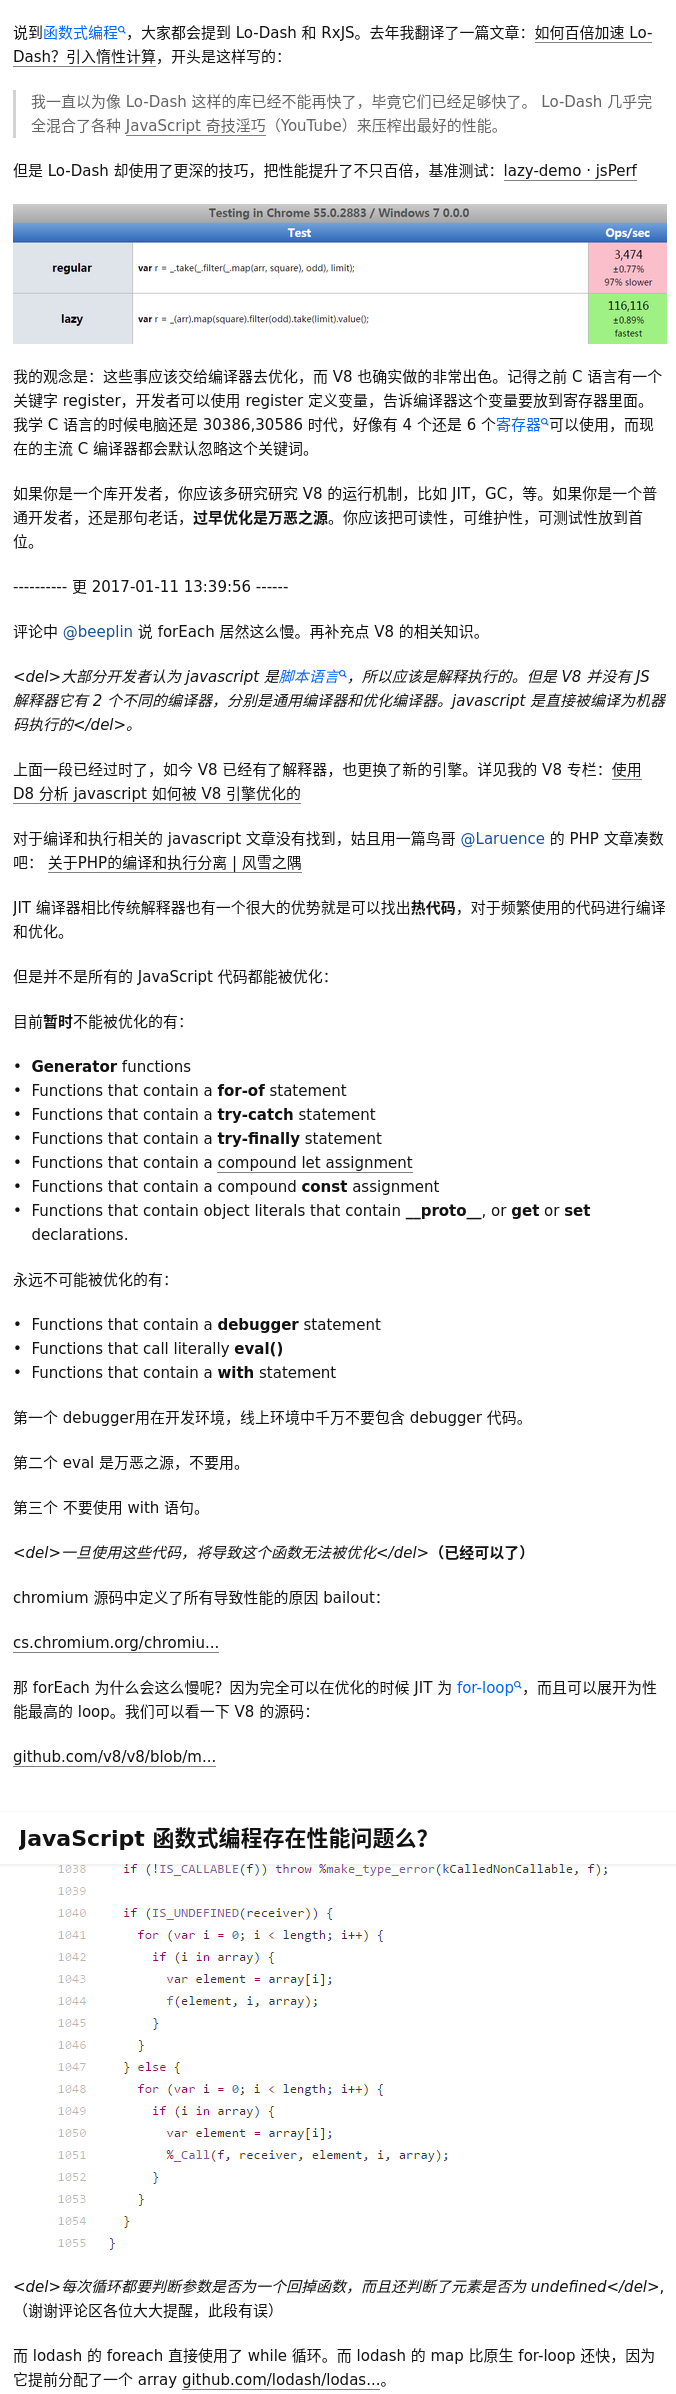 说到函数式编程，大家都会提到 Lo-Dash 和 RxJS。去年我翻译了一篇文章：如何百倍加速 Lo-
Dash？引入惰性计算，开头是这样写的：
我一直以为像 Lo-Dash 这样的库已经不能再快了，毕竟它们已经足够快了。 Lo-Dash 几乎完
全混合了各种 JavaScript 奇技淫巧（YouTube）来压榨出最好的性能。
但是 Lo-Dash 却使用了更深的技巧，把性能提升了不只百倍，基准测试：lazy-demo · jsPerf
Testing in Chrome 55.0.2883 / Windows 7 0.0.0
Test Ops/sec
regular var r = _.take(_.filter(_.map(arr, square), odd), limit); 3,474
±0.77%
97% slower
lazy var r = _(arr).map(square).filter(odd).take(limit).value(); 116,116
±0.89%
fastest
我的观念是：这些事应该交给编译器去优化，而 V8 也确实做的非常出色。记得之前 C 语言有一个
关键字 register，开发者可以使用 register 定义变量，告诉编译器这个变量要放到寄存器里面。
我学 C 语言的时候电脑还是 30386,30586 时代，好像有 4 个还是 6 个寄存器可以使用，而现
在的主流 C 编译器都会默认忽略这个关键词。
如果你是一个库开发者，你应该多研究研究 V8 的运行机制，比如 JIT，GC，等。如果你是一个普
通开发者，还是那句老话，过早优化是万恶之源。你应该把可读性，可维护性，可测试性放到首
位。
---------- 更 2017-01-11 13:39:56 ------
评论中 @beeplin 说 forEach 居然这么慢。再补充点 V8 的相关知识。
<del>大部分开发者认为 javascript 是脚本语言，所以应该是解释执行的。但是 V8 并没有 JS
解释器它有 2 个不同的编译器，分别是通用编译器和优化编译器。javascript 是直接被编译为机器
码执行的</del>。
上面一段已经过时了，如今 V8 已经有了解释器，也更换了新的引擎。详见我的 V8 专栏：使用
D8 分析 javascript 如何被 V8 引擎优化的
对于编译和执行相关的 javascript 文章没有找到，姑且用一篇鸟哥 @Laruence 的 PHP 文章凑数
吧： 关于PHP的编译和执行分离 | 风雪之隅
JIT 编译器相比传统解释器也有一个很大的优势就是可以找出热代码，对于频繁使用的代码进行编译
和优化。
但是并不是所有的 JavaScript 代码都能被优化：
目前暂时不能被优化的有：
• Generator functions
• Functions that contain a for-of statement
• Functions that contain a try-catch statement
• Functions that contain a try-finally statement
• Functions that contain a compound let assignment
• Functions that contain a compound const assignment
• Functions that contain object literals that contain __proto__, or get or set
declarations.
永远不可能被优化的有：
• Functions that contain a debugger statement
• Functions that call literally eval()
• Functions that contain a with statement
第一个 debugger用在开发环境，线上环境中千万不要包含 debugger 代码。
第二个 eval 是万恶之源，不要用。
第三个 不要使用 with 语句。
<del>一旦使用这些代码，将导致这个函数无法被优化</del>（已经可以了）
chromium 源码中定义了所有导致性能的原因 bailout：
cs.chromium.org/chromiu...
那 forEach 为什么会这么慢呢？因为完全可以在优化的时候 JIT 为 for-loop，而且可以展开为性
能最高的 loop。我们可以看一下 V8 的源码：
github.com/v8/v8/blob/m...
JavaScript 函数式编程存在性能问题么？
1038 if (!IS_CALLABLE(f)) throw %make_type_error(kCalledNonCallable, f);
1039
1040 if (IS_UNDEFINED(receiver)) {
1041 for (var i = 0; i < length; i++) {
1042 if (i in array) {
1043 var element = array[i];
1044 f(element, i, array);
1045 }
1046 }
1047 } else {
1048 for (var i = 0; i < length; i++) {
1049 if (i in array) {
1050 var element = array[i];
1051 %_Call(f, receiver, element, i, array);
1052 }
1053 }
1054 }
1055 }
<del>每次循环都要判断参数是否为一个回掉函数，而且还判断了元素是否为 undefined</del>,
（谢谢评论区各位大大提醒，此段有误）
而 lodash 的 foreach 直接使用了 while 循环。而 lodash 的 map 比原生 for-loop 还快，因为
它提前分配了一个 array github.com/lodash/lodas...。